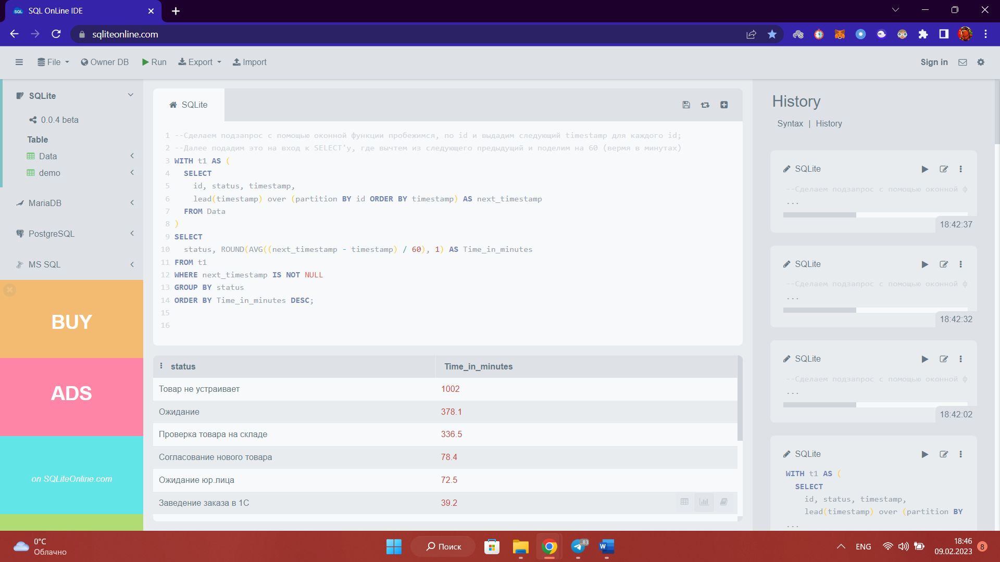 SQL OnLine IDE
sqliteonline.com
File
Owner DB
Run
Export
Import
Sign in
SQLite
0.0.4 beta
Table
Data
demo
MariaDB
PostgreSQL
MS SQL
BUY
ADS
on SQLiteOnline.com
SQLite
1 --Сделаем подзапрос с помощью оконной функции пробежимся, по id и выдадим следующий timestamp для каждого id;
2 --Далее подадим это на вход к SELECT'у, где вычтем из следующего предыдущий и поделим на 60 (вермя в минутах)
3 WITH t1 AS (
4 SELECT
5 id, status, timestamp,
6 lead(timestamp) over (partition BY id ORDER BY timestamp) AS next_timestamp
7 FROM Data
8 )
9 SELECT
10 status, ROUND(AVG((next_timestamp - timestamp) / 60), 1) AS Time_in_minutes
11 FROM t1
12 WHERE next_timestamp IS NOT NULL
13 GROUP BY status
14 ORDER BY Time_in_minutes DESC;
15
16
status Time_in_minutes
Товар не устраивает 1002
Ожидание 378.1
Проверка товара на складе 336.5
Согласование нового товара 78.4
Ожидание юр.лица 72.5
Заведение заказа в 1С 39.2
History
Syntax | History
SQLite
--Сделаем подзапрос с помощью оконной ф
...
18:42:37
SQLite
--Сделаем подзапрос с помощью оконной ф
...
18:42:32
SQLite
--Сделаем подзапрос с помощью оконной ф
...
18:42:02
SQLite
WITH t1 AS (
SELECT
id, status, timestamp,
lead(timestamp) over (partition BY
...
0°C
Облачно
Поиск
83
ENG
18:46
09.02.2023
8